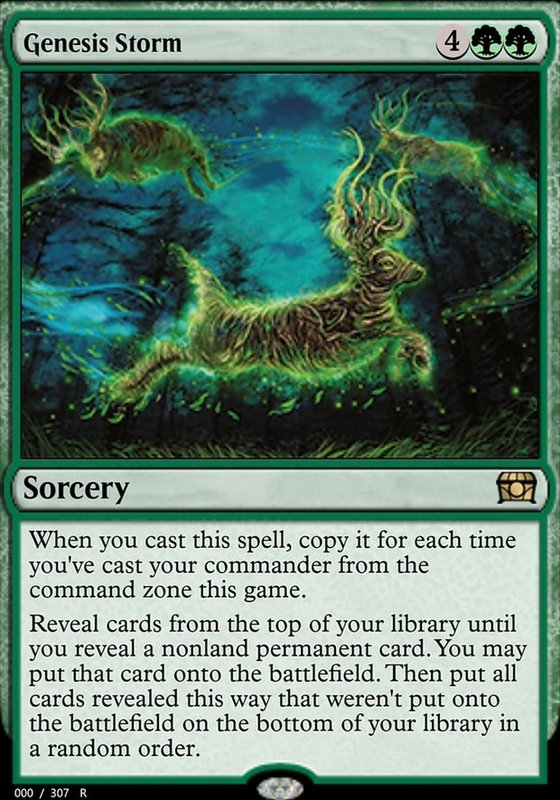 Genesis Storm 4
Sorcery
When you cast this spell, copy it for each time
you've cast your commander from the
command zone this game.
Reveal cards from the top of your library until
you reveal a nonland permanent card. You may
put that card onto the battlefield. Then put all
cards revealed this way that weren't put onto
the battlefield on the bottom of your library in
a random order.
000 / 307 R